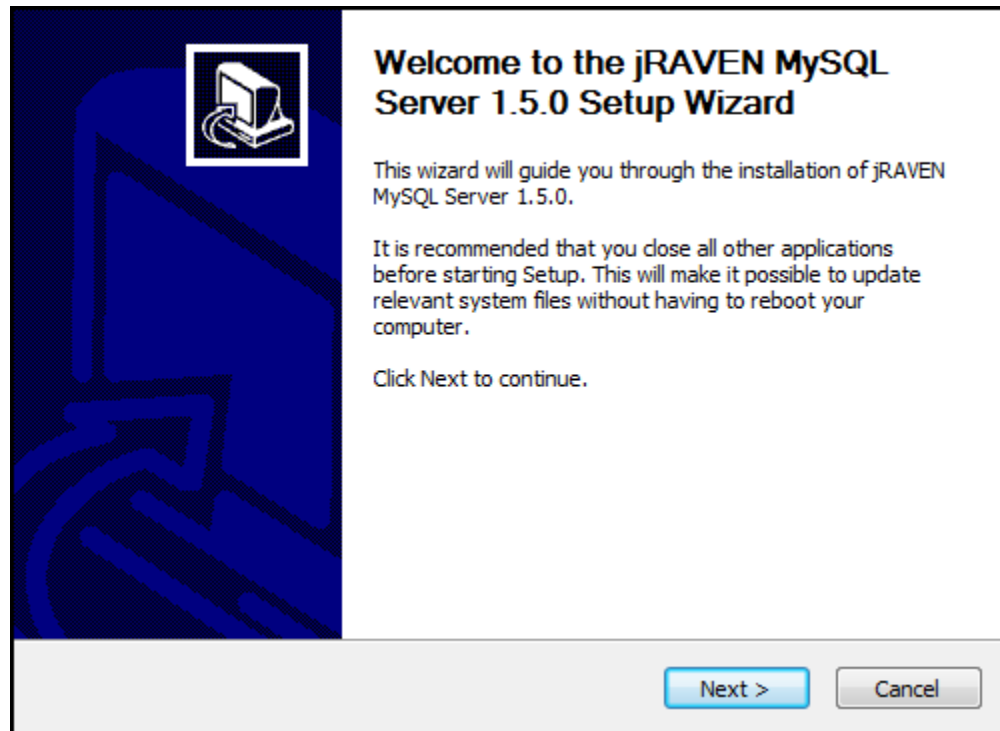 Welcome to the jRAVEN MySQL
Server 1.5.0 Setup Wizard
This wizard will guide you through the installation of jRAVEN
MySQL Server 1.5.0.
It is recommended that you close all other applications
before starting Setup. This will make it possible to update
relevant system files without having to reboot your
computer.
Click Next to continue.
Next >
Cancel